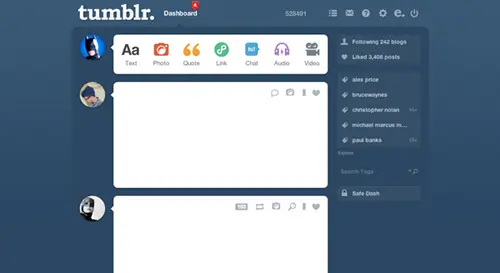 tumblr.
Dashboard
4
528491
Aa
Text
Photo
Quote
Link
hi!
Chat
Audio
Video
Following 242 blogs
Liked 3,408 posts
alex price
brucewaynes
christopher nolan
michael marcus m...
paul banks
Explore
Search Tags
Safe Dash